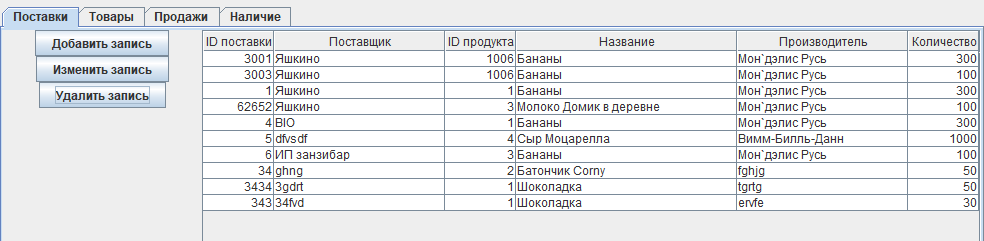 Поставки Товары Продажи Наличие
Добавить запись
Изменить запись
Удалить запись
ID поставки Поставщик ID продукта Название Производитель Количество
3001 Яшкино 1006 Бананы Мон`дэлис Русь 300
3003 Яшкино 1006 Бананы Мон`дэлис Русь 100
1 Яшкино 1 Бананы Мон`дэлис Русь 300
62652 Яшкино 3 Молоко Домик в деревне Мон`дэлис Русь 100
4 BIO 1 Бананы Мон`дэлис Русь 300
5 dfvsdf 4 Сыр Моцарелла Вимм-Билль-Данн 1000
6 ИП занзибар 3 Бананы Мон`дэлис Русь 100
34 ghng 2 Батончик Corny fghjg 50
3434 3gdrt 1 Шоколадка tgrtg 50
343 34fvd 1 Шоколадка ervfe 30